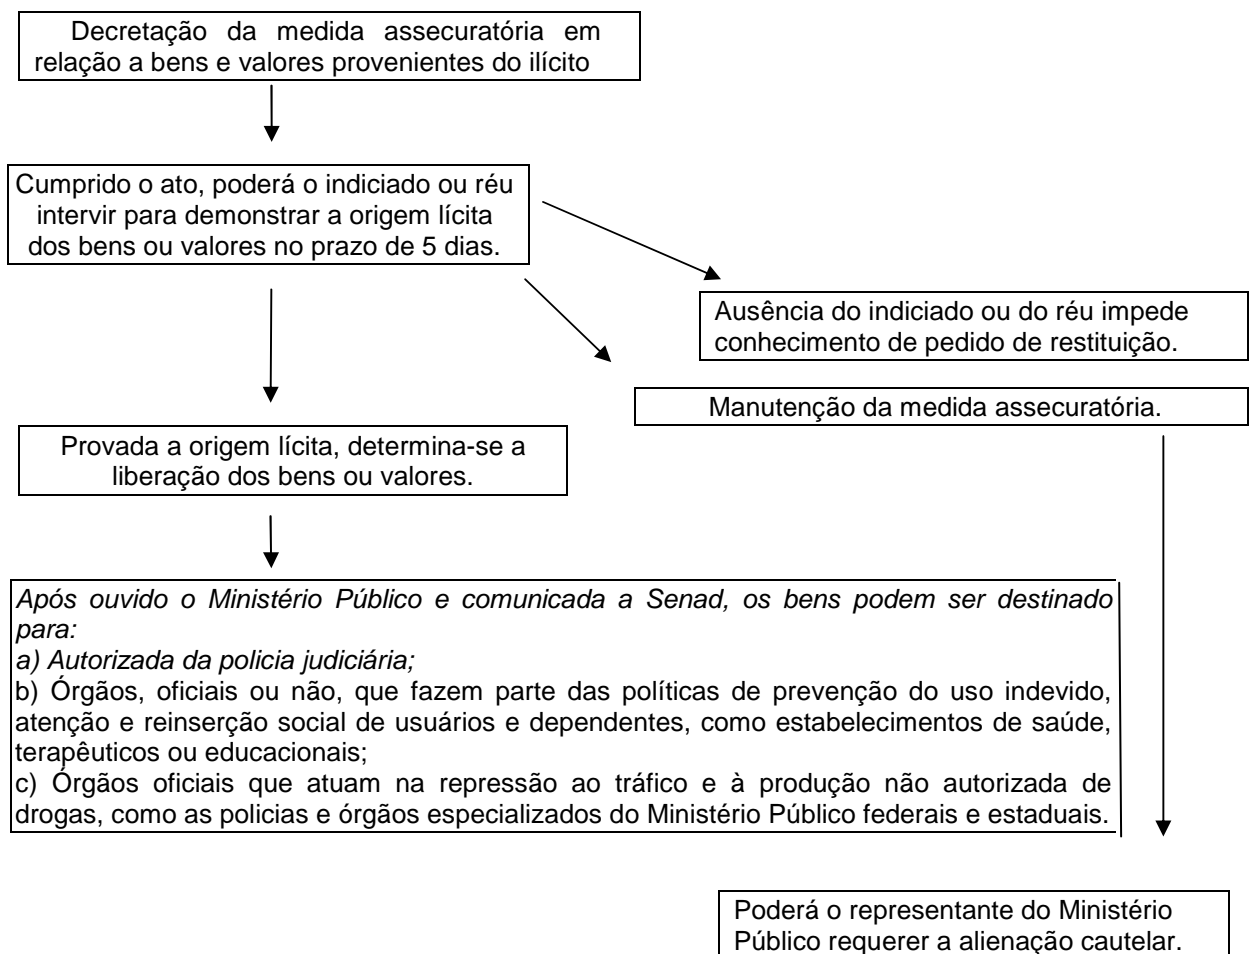 Decretação da medida assecuratória em
relação a bens e valores provenientes do ilícito
Cumprido o ato, poderá o indiciado ou réu
intervir para demonstrar a origem lícita
dos bens ou valores no prazo de 5 dias.
Ausência do indiciado ou do réu impede
conhecimento de pedido de restituição.
Manutenção da medida assecuratória.
Provada a origem lícita, determina-se a
liberação dos bens ou valores.
Após ouvido o Ministério Público e comunicada a Senad, os bens podem ser destinado
para:
a) Autorizada da policia judiciária;
b) Órgãos, oficiais ou não, que fazem parte das políticas de prevenção do uso indevido,
atenção e reinserção social de usuários e dependentes, como estabelecimentos de saúde,
terapêuticos ou educacionais;
c) Órgãos oficiais que atuam na repressão ao tráfico e à produção não autorizada de
drogas, como as policias e órgãos especializados do Ministério Público federais e estaduais.
Poderá o representante do Ministério
Público requerer a alienação cautelar.